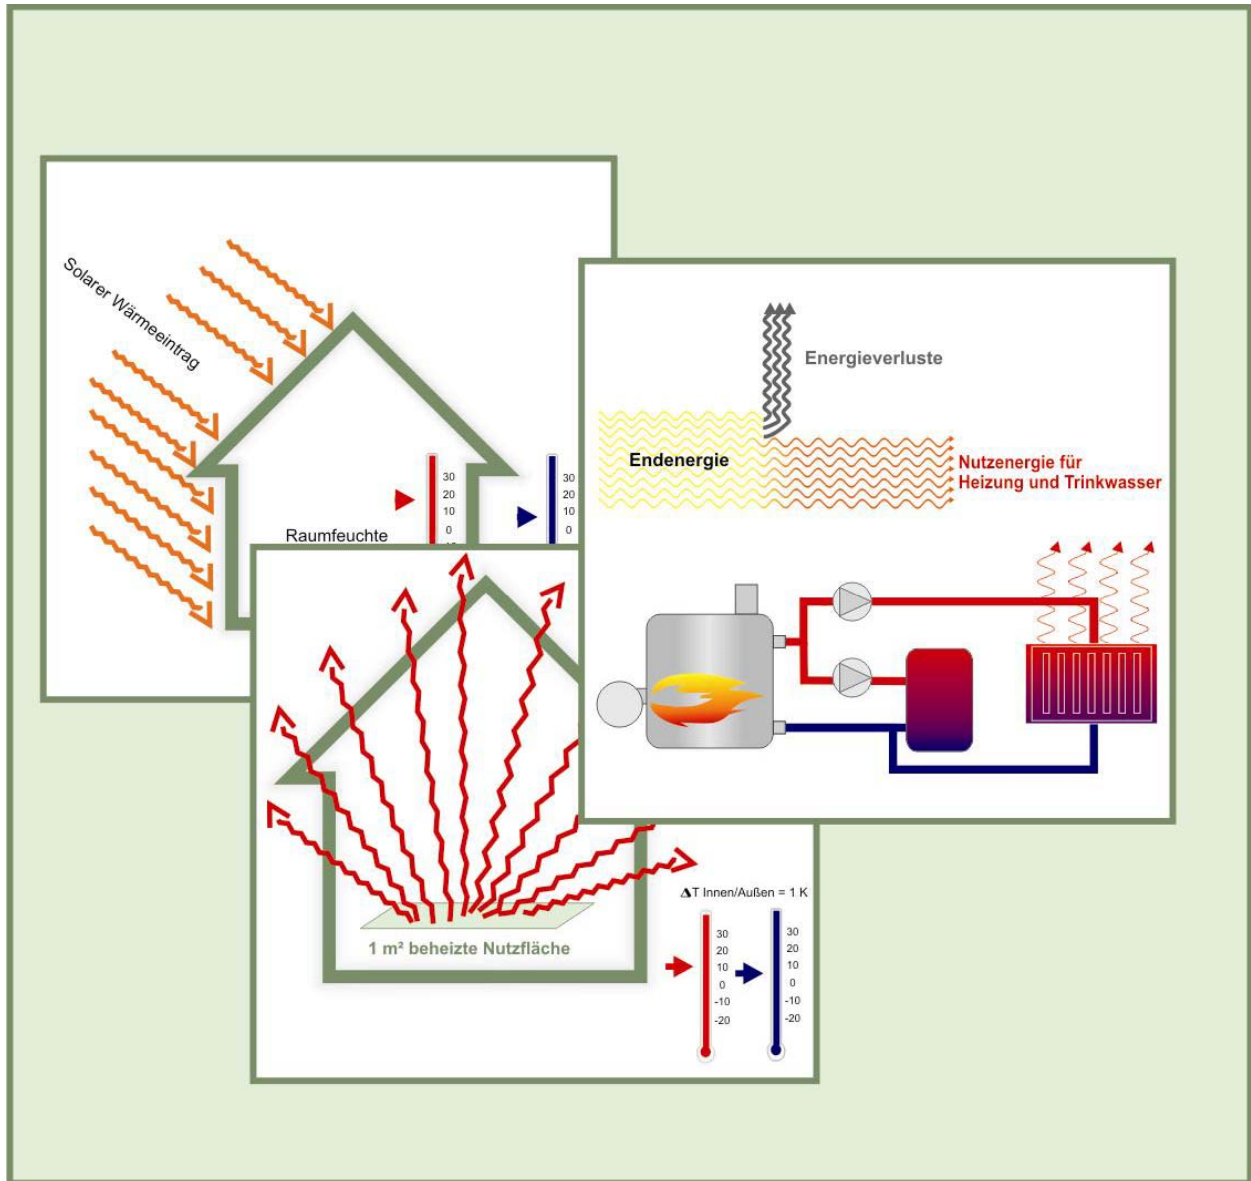 Solarer Wärmeeintrag
30
20
10
0
30
20
10
0
Raumfeuchte
Energieverluste
Endenergie
Nutzenergie für
Heizung und Trinkwasser
ΔT Innen/Außen = 1 K
1 m² beheizte Nutzfläche
30
20
10
0
-10
-20
30
20
10
0
-10
-20